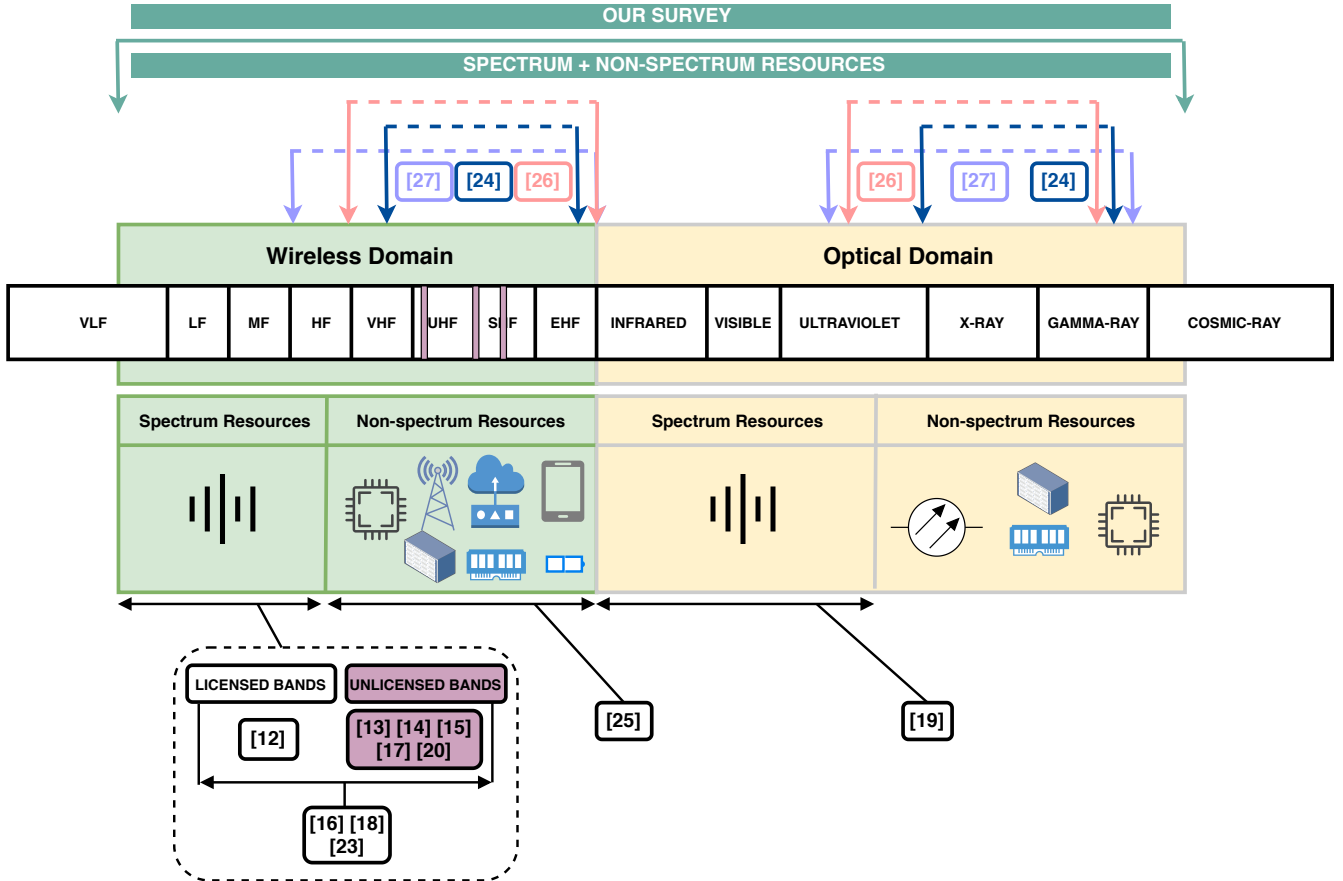 OUR SURVEY
SPECTRUM + NON-SPECTRUM RESOURCES
[27] [24] [26]
[26] [27] [24]
Wireless Domain
Optical Domain
VLF LF MF HF VHF UHF SHF EHF INFRARED VISIBLE ULTRAVIOLET X-RAY GAMMA-RAY COSMIC-RAY
Spectrum Resources
Non-spectrum Resources
Spectrum Resources
Non-spectrum Resources
LICENSED BANDS
UNLICENSED BANDS
[12]
[13] [14] [15]
[17] [20]
[16] [18]
[23]
[25]
[19]